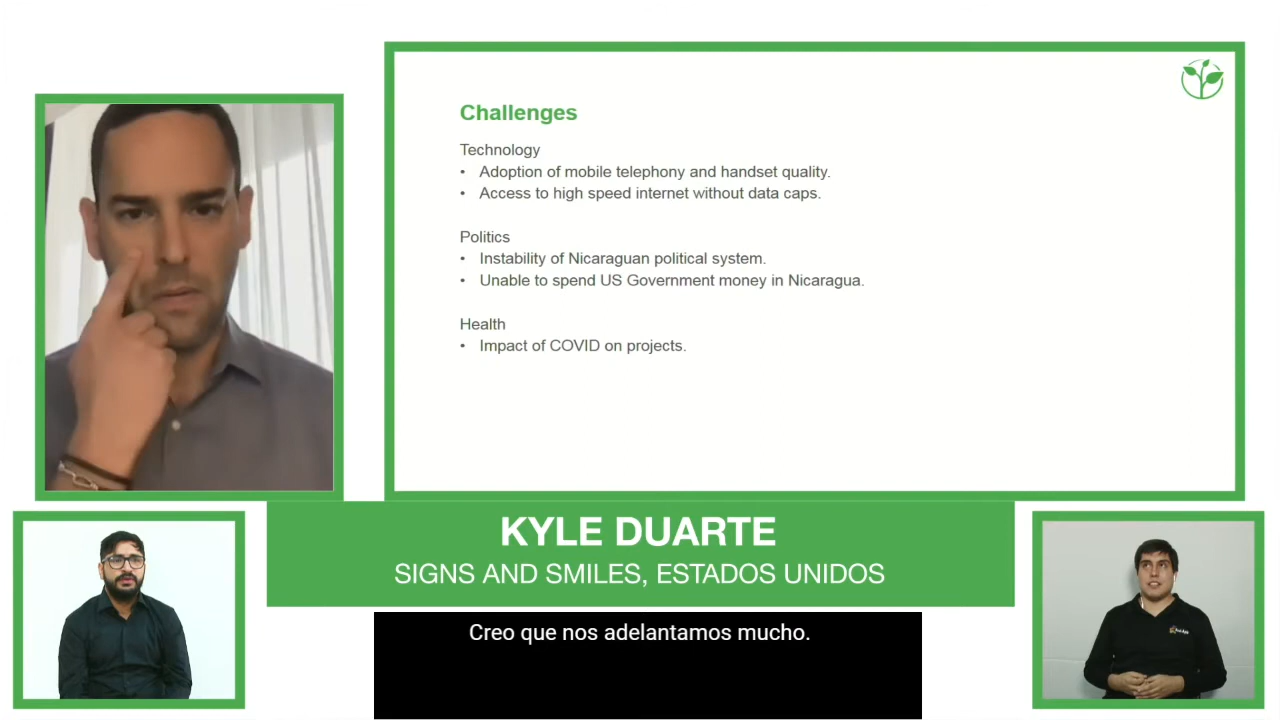 Challenges
Technology
• Adoption of mobile telephony and handset quality.
• Access to high speed internet without data caps.
Politics
• Instability of Nicaraguan political system.
• Unable to spend US Government money in Nicaragua.
Health
• Impact of COVID on projects.
KYLE DUARTE
SIGNS AND SMILES, ESTADOS UNIDOS
Creo que nos adelantamos mucho.